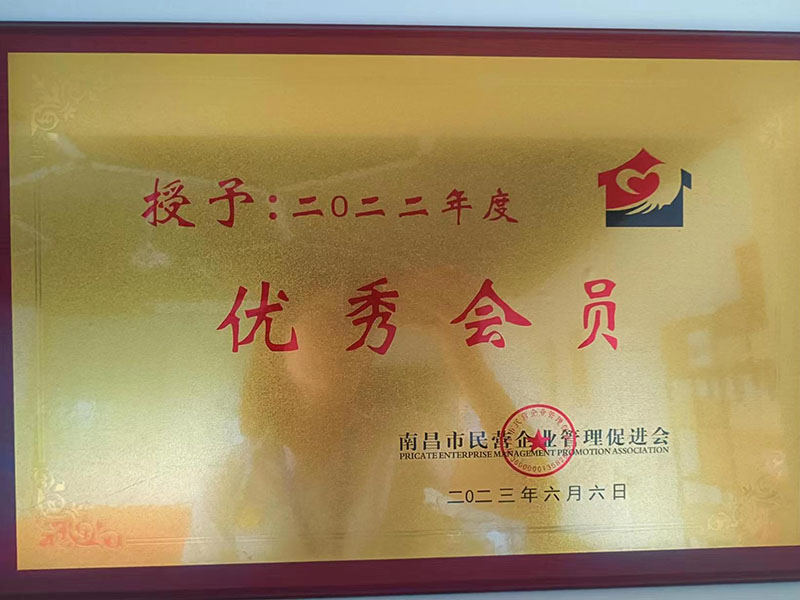 授予：二〇二二年度
优秀会员
南昌市民营企业管理促进会
PRICATE ENTERPRISE MANAGEMENT PROMOTION ASSOCIATION
二〇二三年六月六日